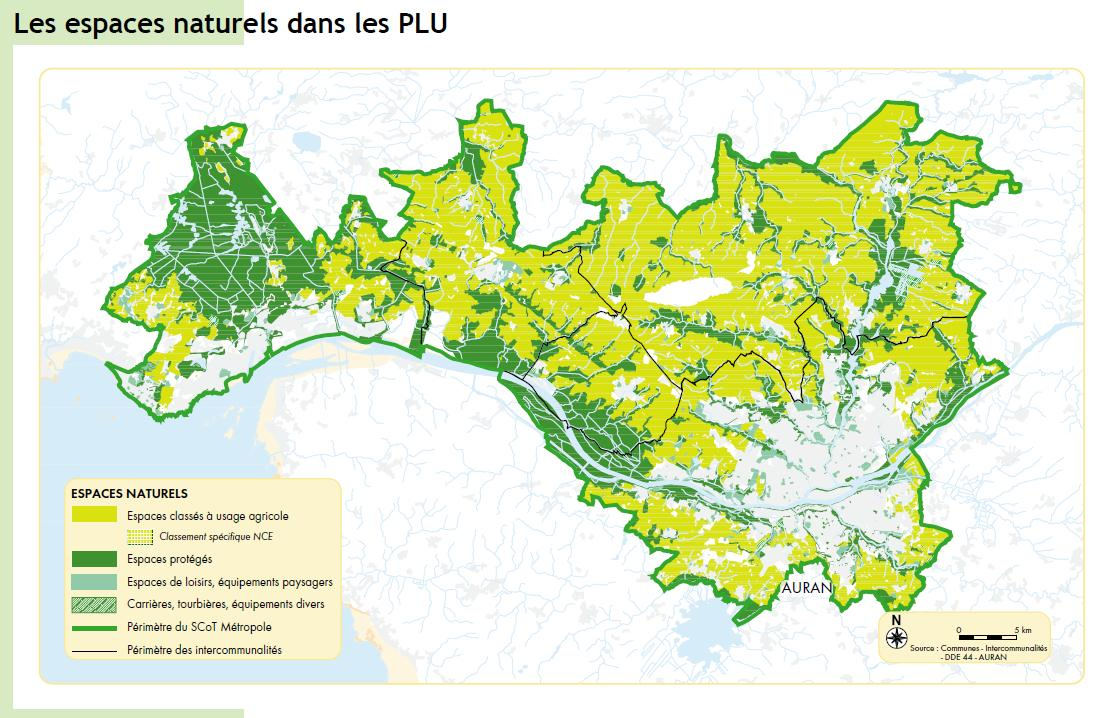 Les espaces naturels dans les PLU
AURAN
ESPACES NATURELS
Espaces classés à usage agricole
Classement spécifique NCE
Espaces protégés
Espaces de loisirs, équipements paysagers
Carrières, tourbières, équipements divers
Périmètre du SCoT Métropole
Périmètre des intercommunalités
N
0 5 km
Source : Communes - Intercommunalités
- DDE 44 - AURAN